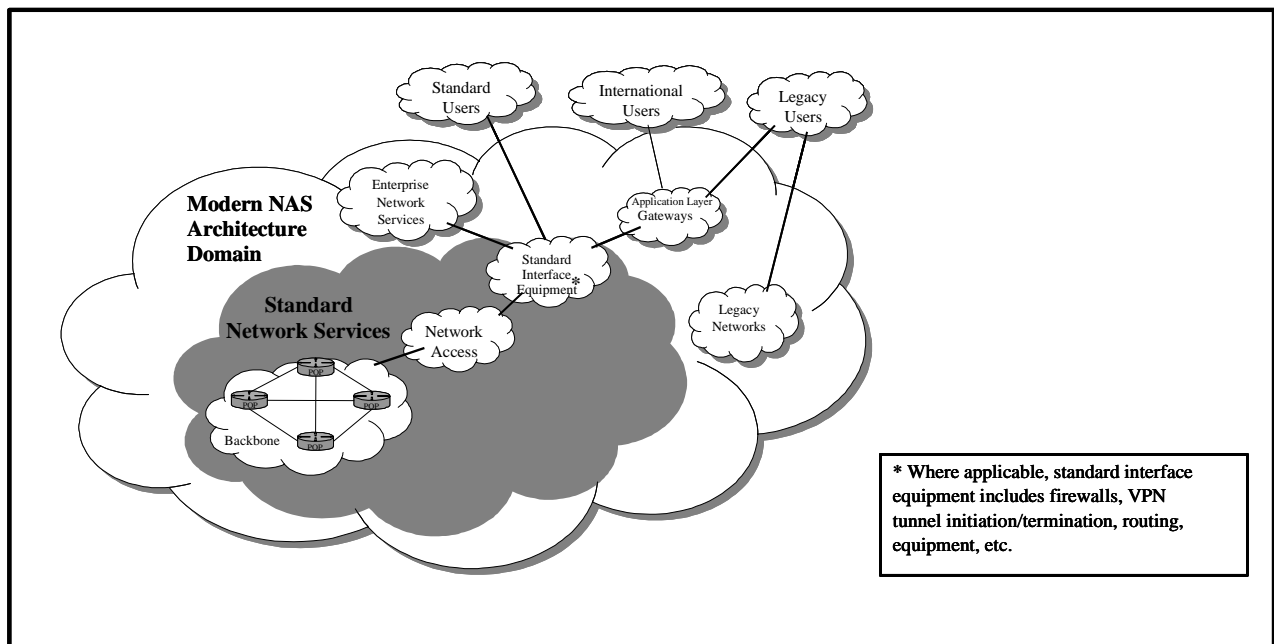 Standard
Users
International
Users
Legacy
Users
Enterprise
Network
Services
Modern NAS
Architecture
Domain
Application Layer
Gateways
Standard
Interface
Equipment*
Standard
Network Services
Network
Access
Legacy
Networks
POP
POP
POP
POP
Backbone
* Where applicable, standard interface
equipment includes firewalls, VPN
tunnel initiation/termination, routing,
equipment, etc.